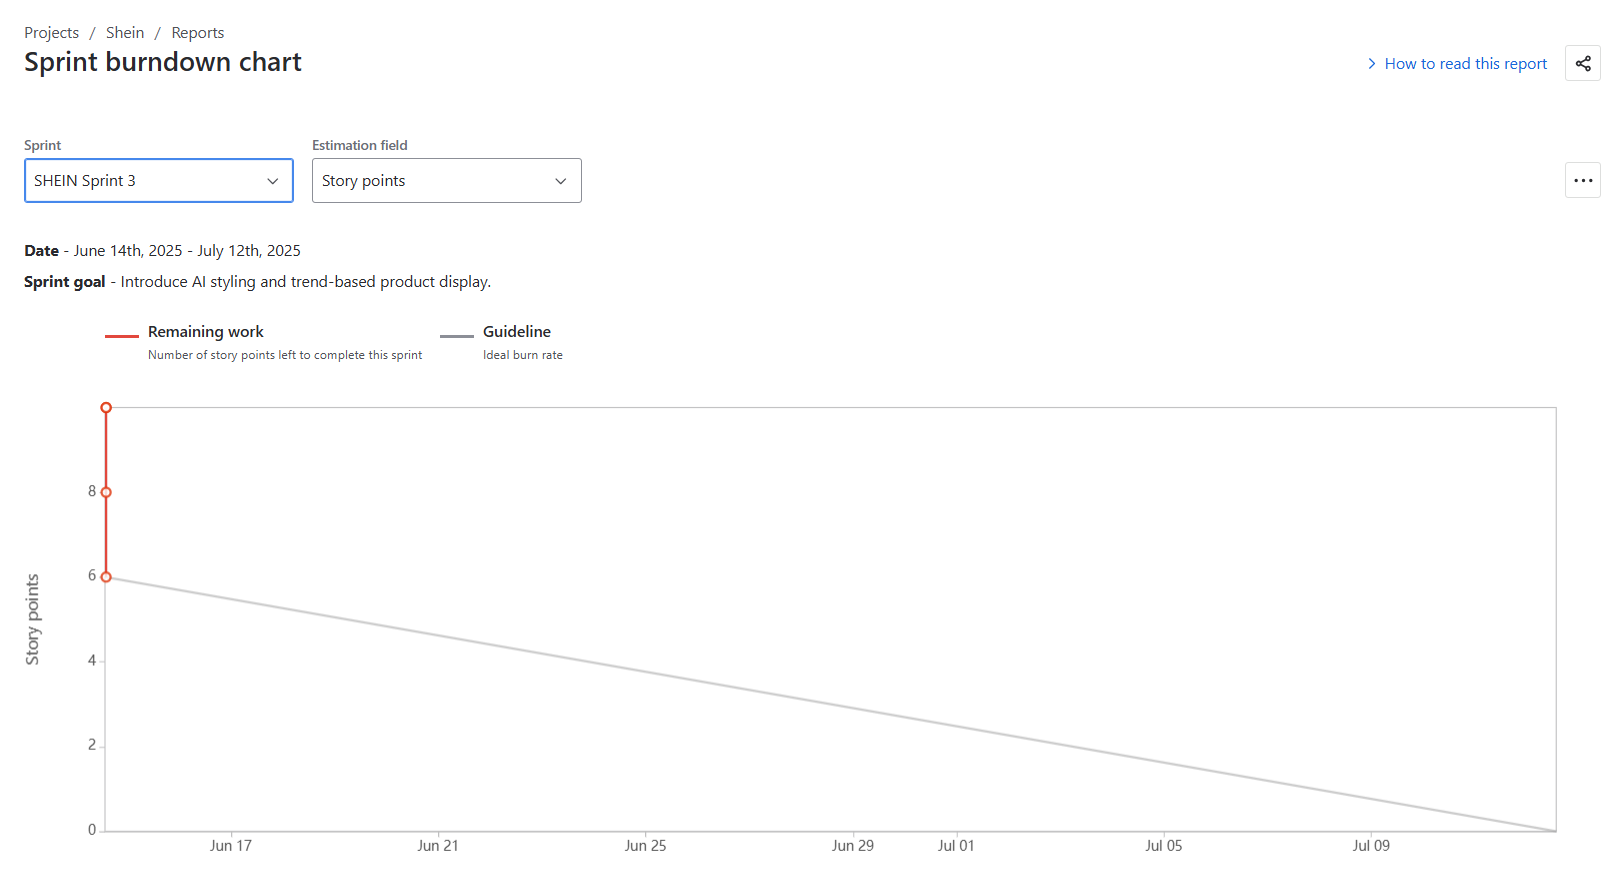 Projects / Shein / Reports
Sprint burndown chart
How to read this report
Sprint
Estimation field
SHEIN Sprint 3
Story points
Date - June 14th, 2025 - July 12th, 2025
Sprint goal - Introduce AI styling and trend-based product display.
Remaining work
Number of story points left to complete this sprint
Guideline
Ideal burn rate
8
6
4
2
0
Story points
Jun 17
Jun 21
Jun 25
Jun 29
Jul 01
Jul 05
Jul 09